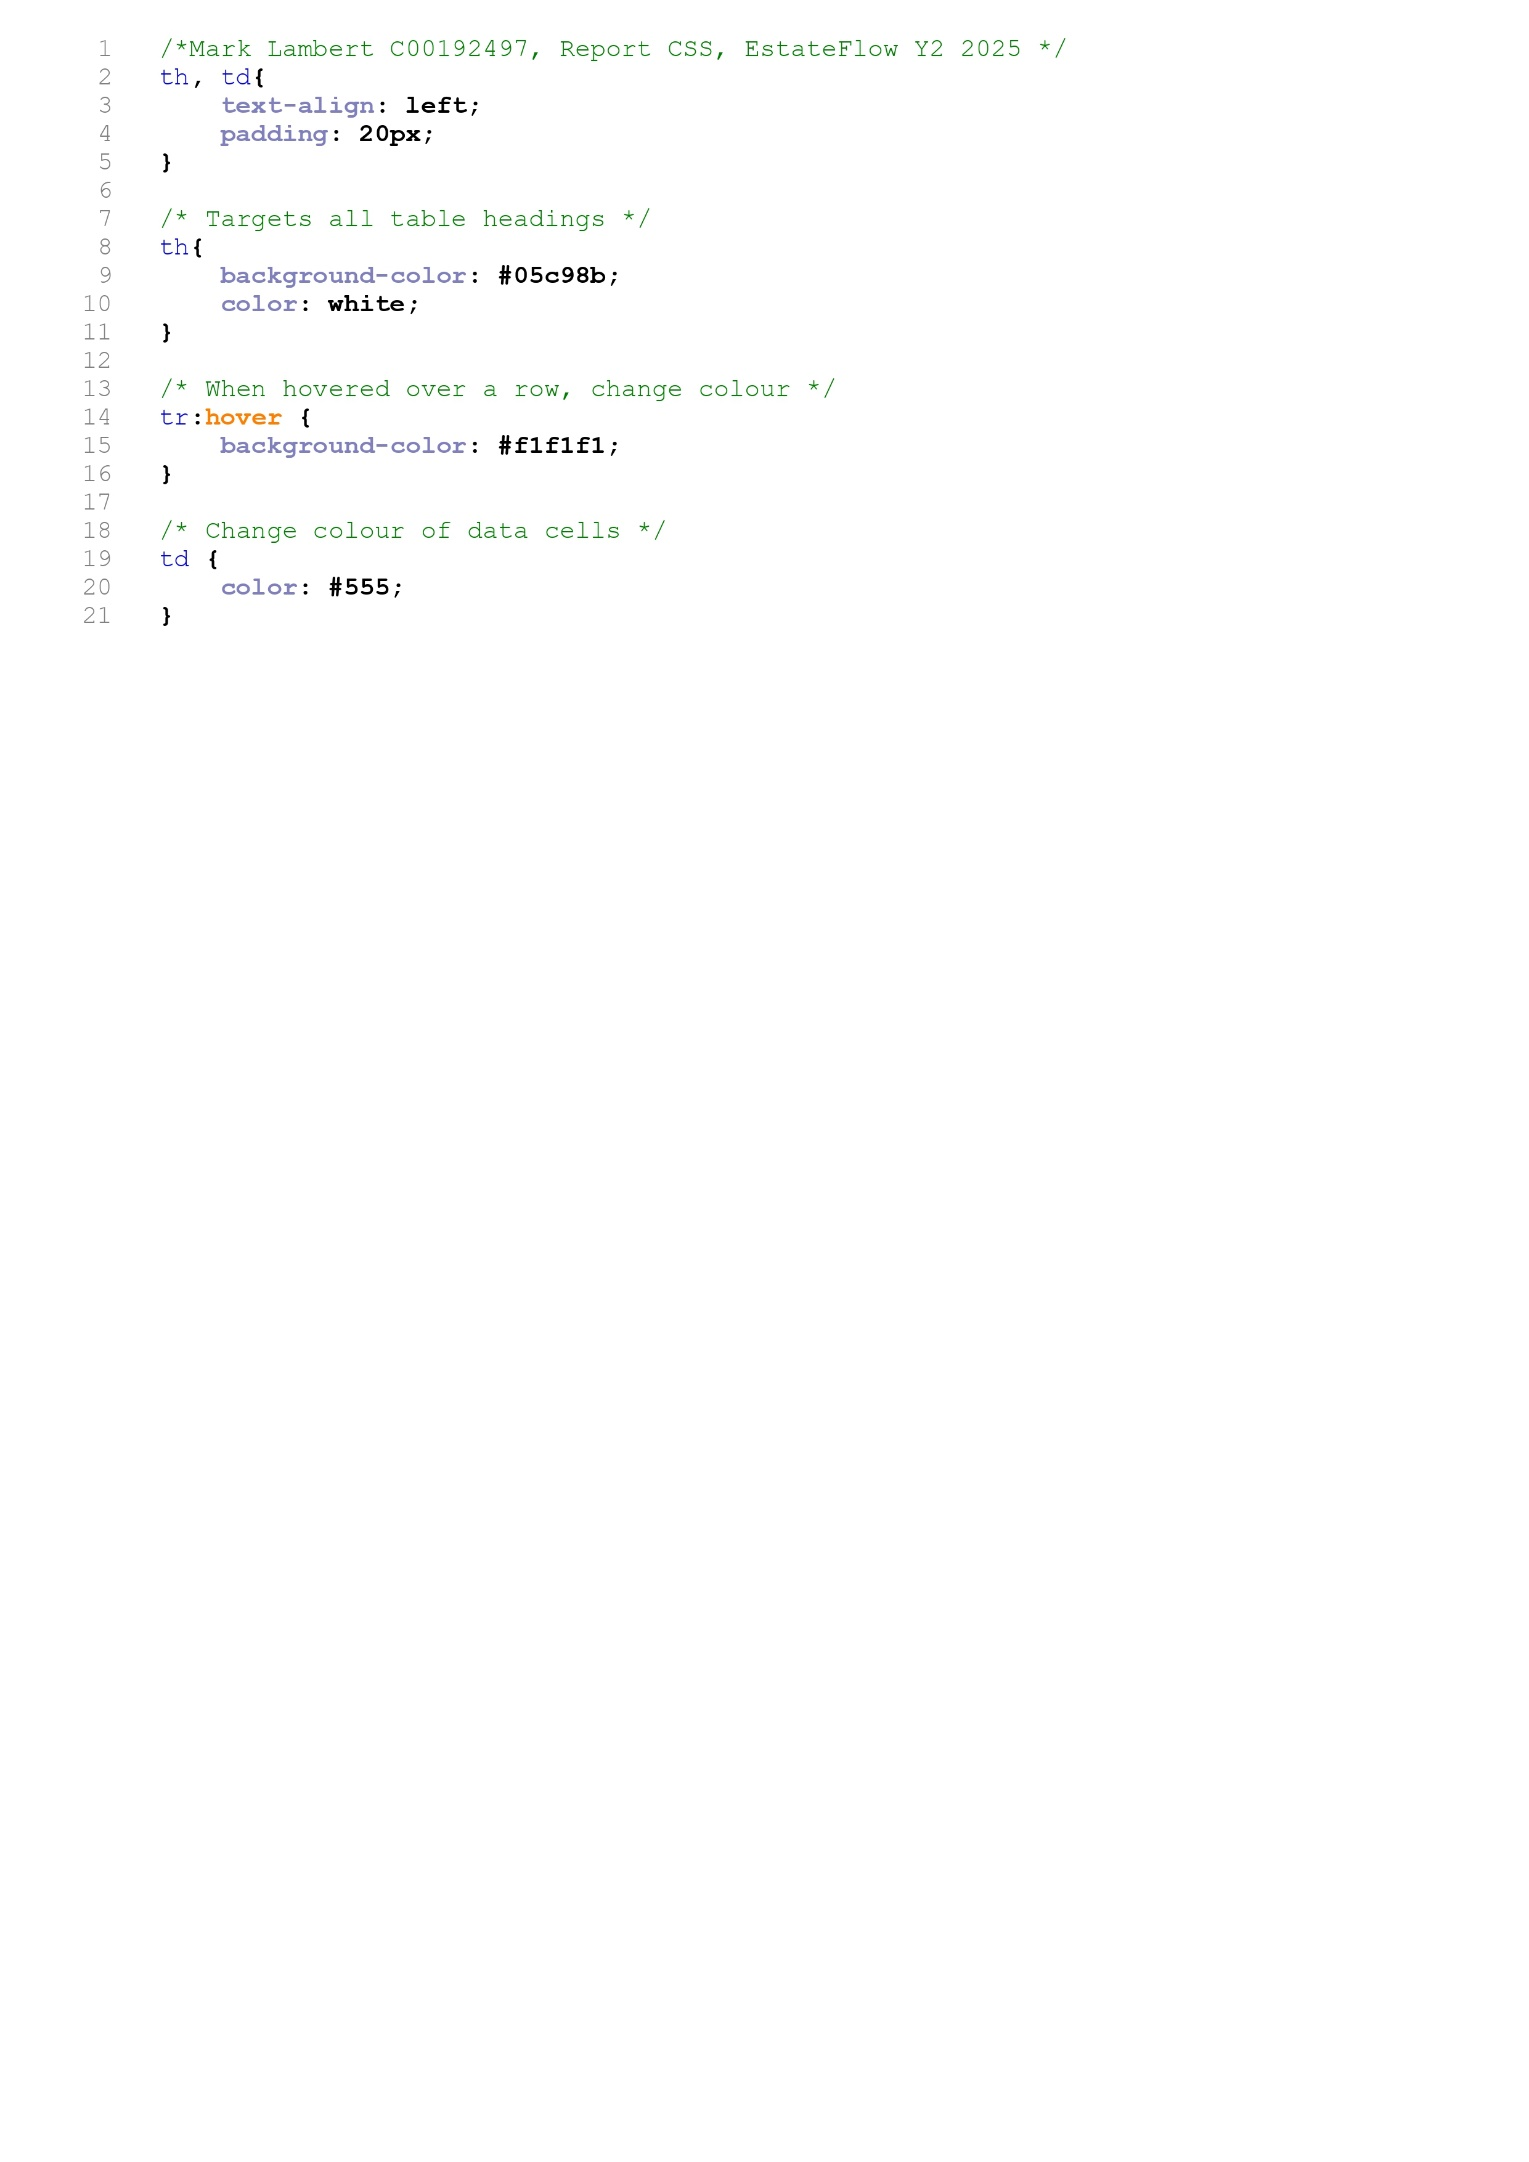 1 /*Mark Lambert C00192497, Report CSS, EstateFlow Y2 2025 */
2 th, td{
3     text-align: left;
4     padding: 20px;
5 }
6
7 /* Targets all table headings */
8 th{
9     background-color: #05c98b;
10     color: white;
11 }
12
13 /* When hovered over a row, change colour */
14 tr:hover {
15     background-color: #f1f1f1;
16 }
17
18 /* Change colour of data cells */
19 td {
20     color: #555;
21 }